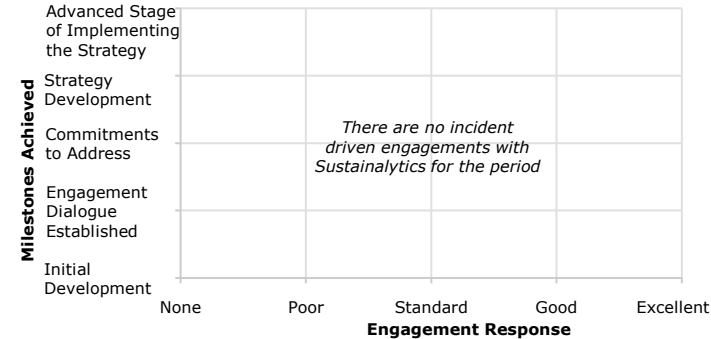 Advanced Stage
of Implementing
the Strategy
Strategy
Development
Commitments
to Address
Engagement
Dialogue
Established
Initial
Development
Milestones Achieved
There are no incident
driven engagements with
Sustainalytics for the period
None
Poor
Standard
Good
Excellent
Engagement Response